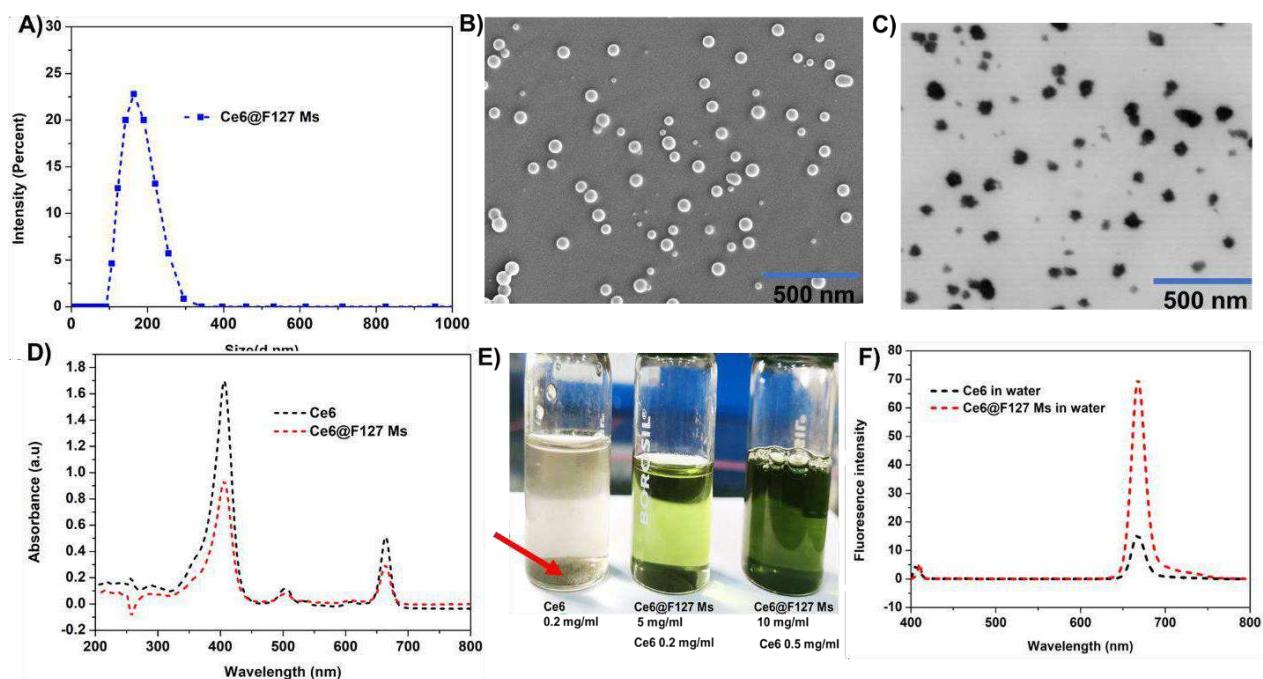 A)
30
25
20
15
10
5
0
Intensity (Percent)
Ce6@F127 Ms
0 200 400 600 800 1000
Size(d nm)
B)
500 nm
C)
500 nm
D)
1.8
1.6
1.4
1.2
1.0
0.8
0.6
0.4
0.2
0.0
-0.2
Absorbance (a.u)
Ce6
Ce6@F127 Ms
200 300 400 500 600 700 800
Wavelength (nm)
E)
BOROSIL®
Ce6
0.2 mg/ml
Ce6@F127 Ms
5 mg/ml
Ce6 0.2 mg/ml
Ce6@F127 Ms
10 mg/ml
Ce6 0.5 mg/ml
F)
80
70
60
50
40
30
20
10
0
-10
Fluoresence intensity
Ce6 in water
Ce6@F127 Ms in water
400 500 600 700 800
Wavelength (nm)